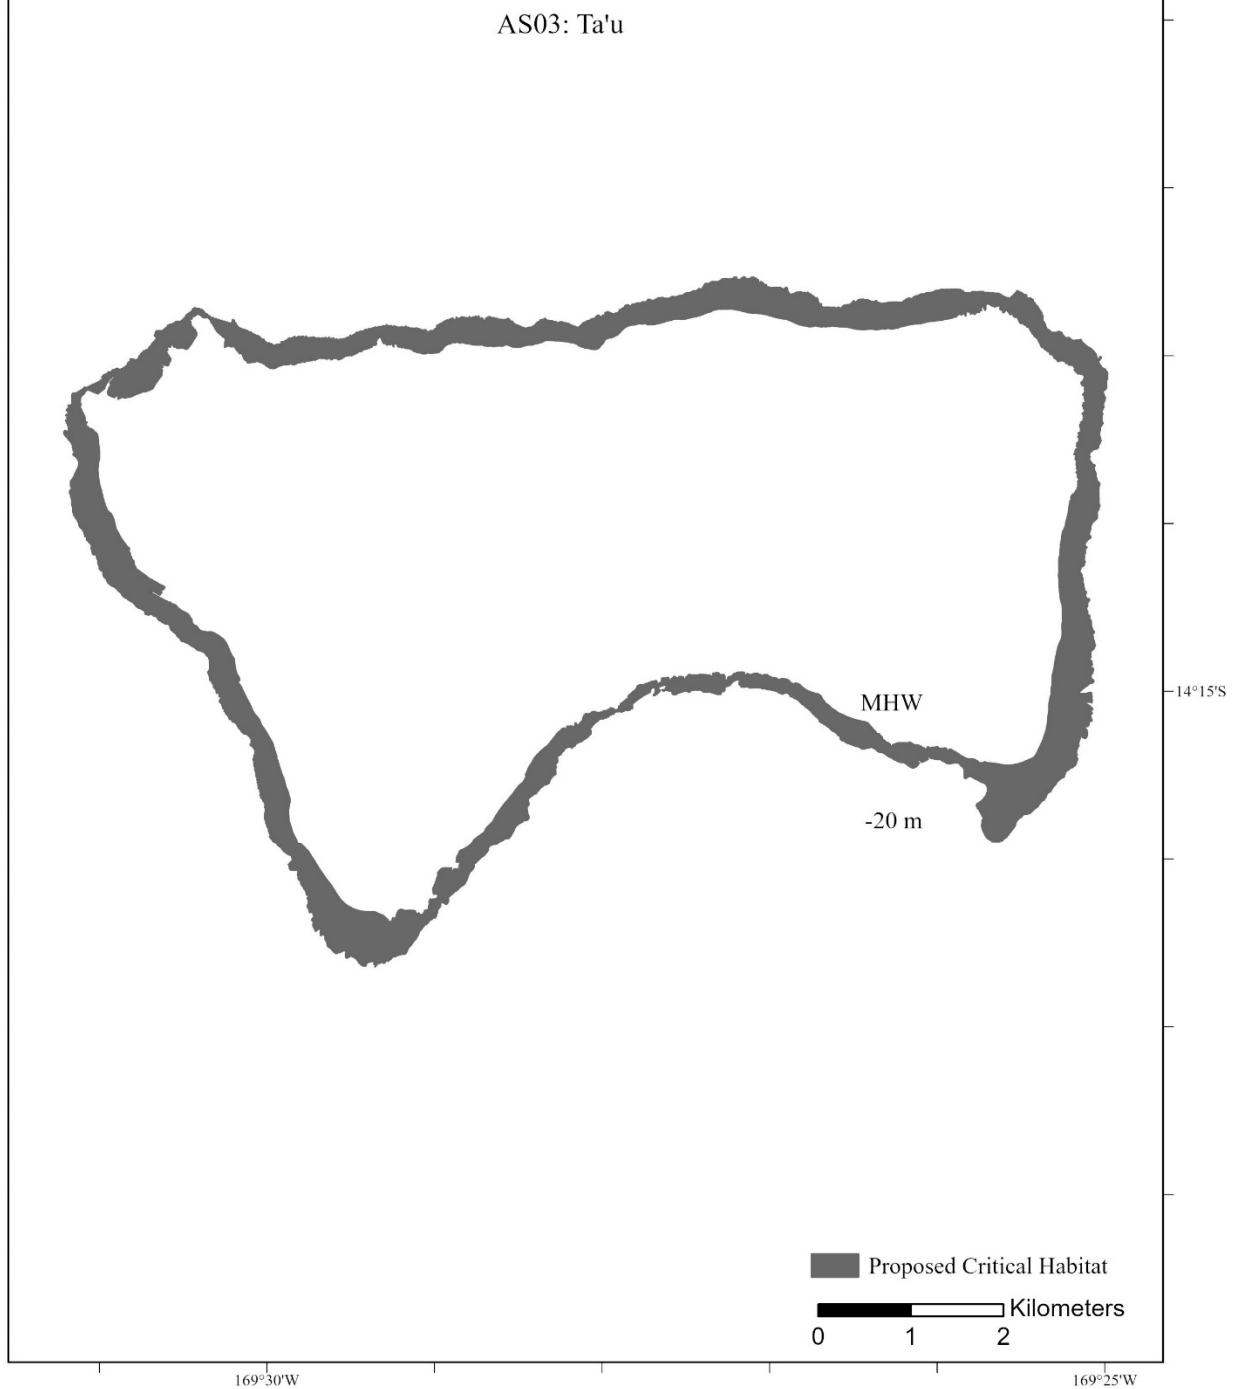 AS03: Ta'u
14°15'S
MHW
-20 m
Proposed Critical Habitat
Kilometers
0 1 2
169°30'W 169°25'W